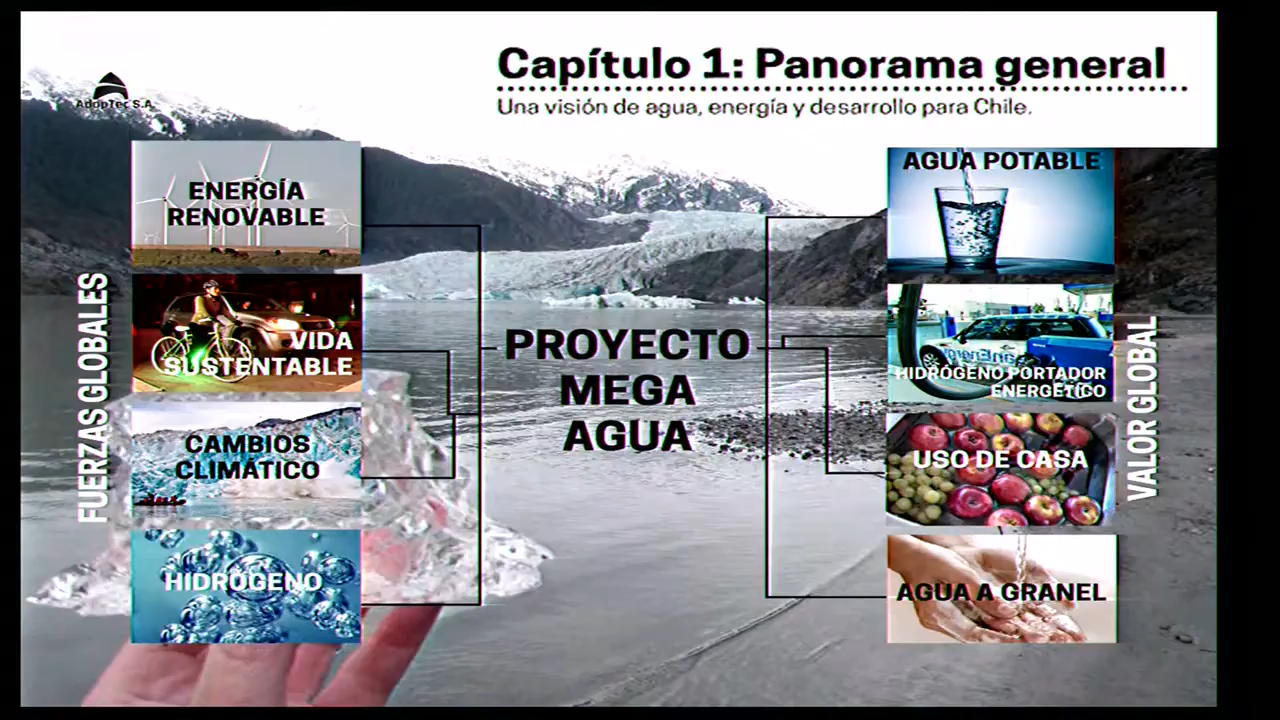 Capítulo 1: Panorama general
Una visión de agua, energía y desarrollo para Chile.
AdopTec S.A.
FUERZAS GLOBALES
ENERGÍA
RENOVABLE
VIDA
SUSTENTABLE
CAMBIOS
CLIMÁTICO
HIDRÓGENO
PROYECTO
MEGA
AGUA
AGUA POTABLE
HIDRÓGENO PORTADOR
ENERGÉTICO
USO DE CASA
AGUA A GRANEL
VALOR GLOBAL